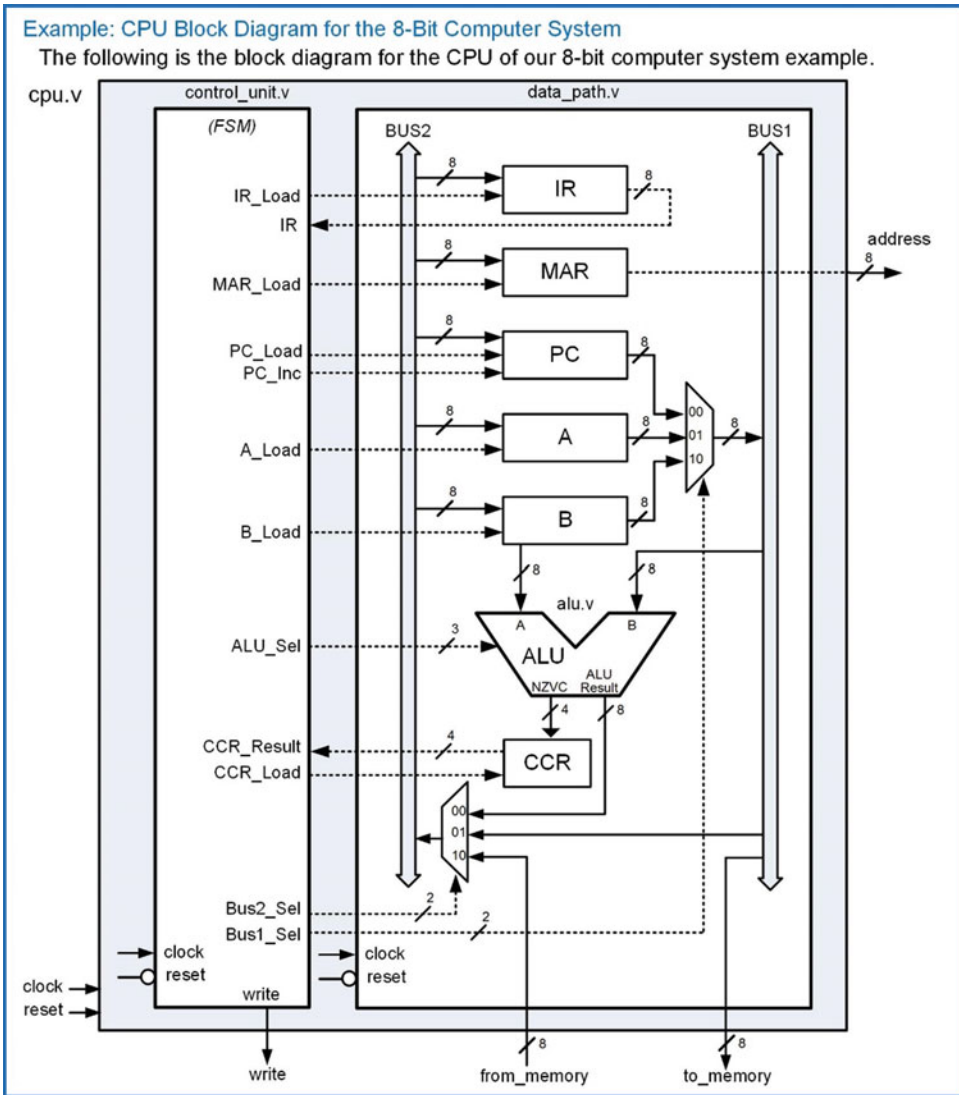 Example: CPU Block Diagram for the 8-Bit Computer System
The following is the block diagram for the CPU of our 8-bit computer system example.
cpu.v
control_unit.v
data_path.v
(FSM)
BUS2
BUS1
8
IR
8
IR_Load
IR
address
8
8
MAR
MAR_Load
8
PC
8
PC_Load
PC_Inc
00
8
A
8
01
8
A_Load
10
8
B
8
B_Load
8
8
alu.v
A
B
ALU_Sel
3
ALU
NZVC
ALU
Result
4
8
CCR_Result
4
CCR
CCR_Load
00
01
10
Bus2_Sel
2
Bus1_Sel
2
clock
reset
clock
reset
clock
reset
write
8
8
write
from_memory
to_memory